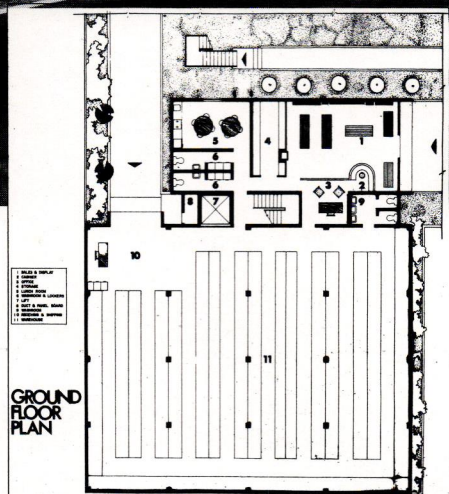 5
4
1
6
6
3
2
9
8
7
10
11
1 SALES & DISPLAY
2 CASHIER
3 OFFICE
4 STORAGE
5 LUNCH ROOM
6 WASHROOM & LOCKERS
7 LIFT
8 DUCT & PANEL BOARD
9 WASHROOM
10 RECEIVING & SHIPPING
11 WAREHOUSE
GROUND
FLOOR
PLAN